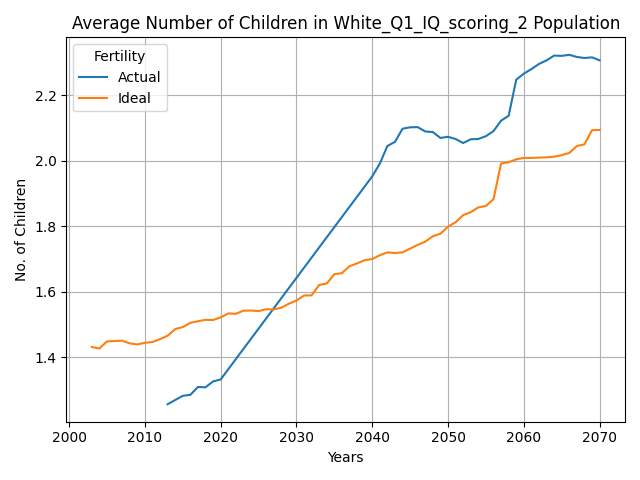 Average Number of Children in White_Q1_IQ_scoring_2 Population
Fertility
Actual
Ideal
No. of Children
2.2
2.0
1.8
1.6
1.4
2000 2010 2020 2030 2040 2050 2060 2070
Years